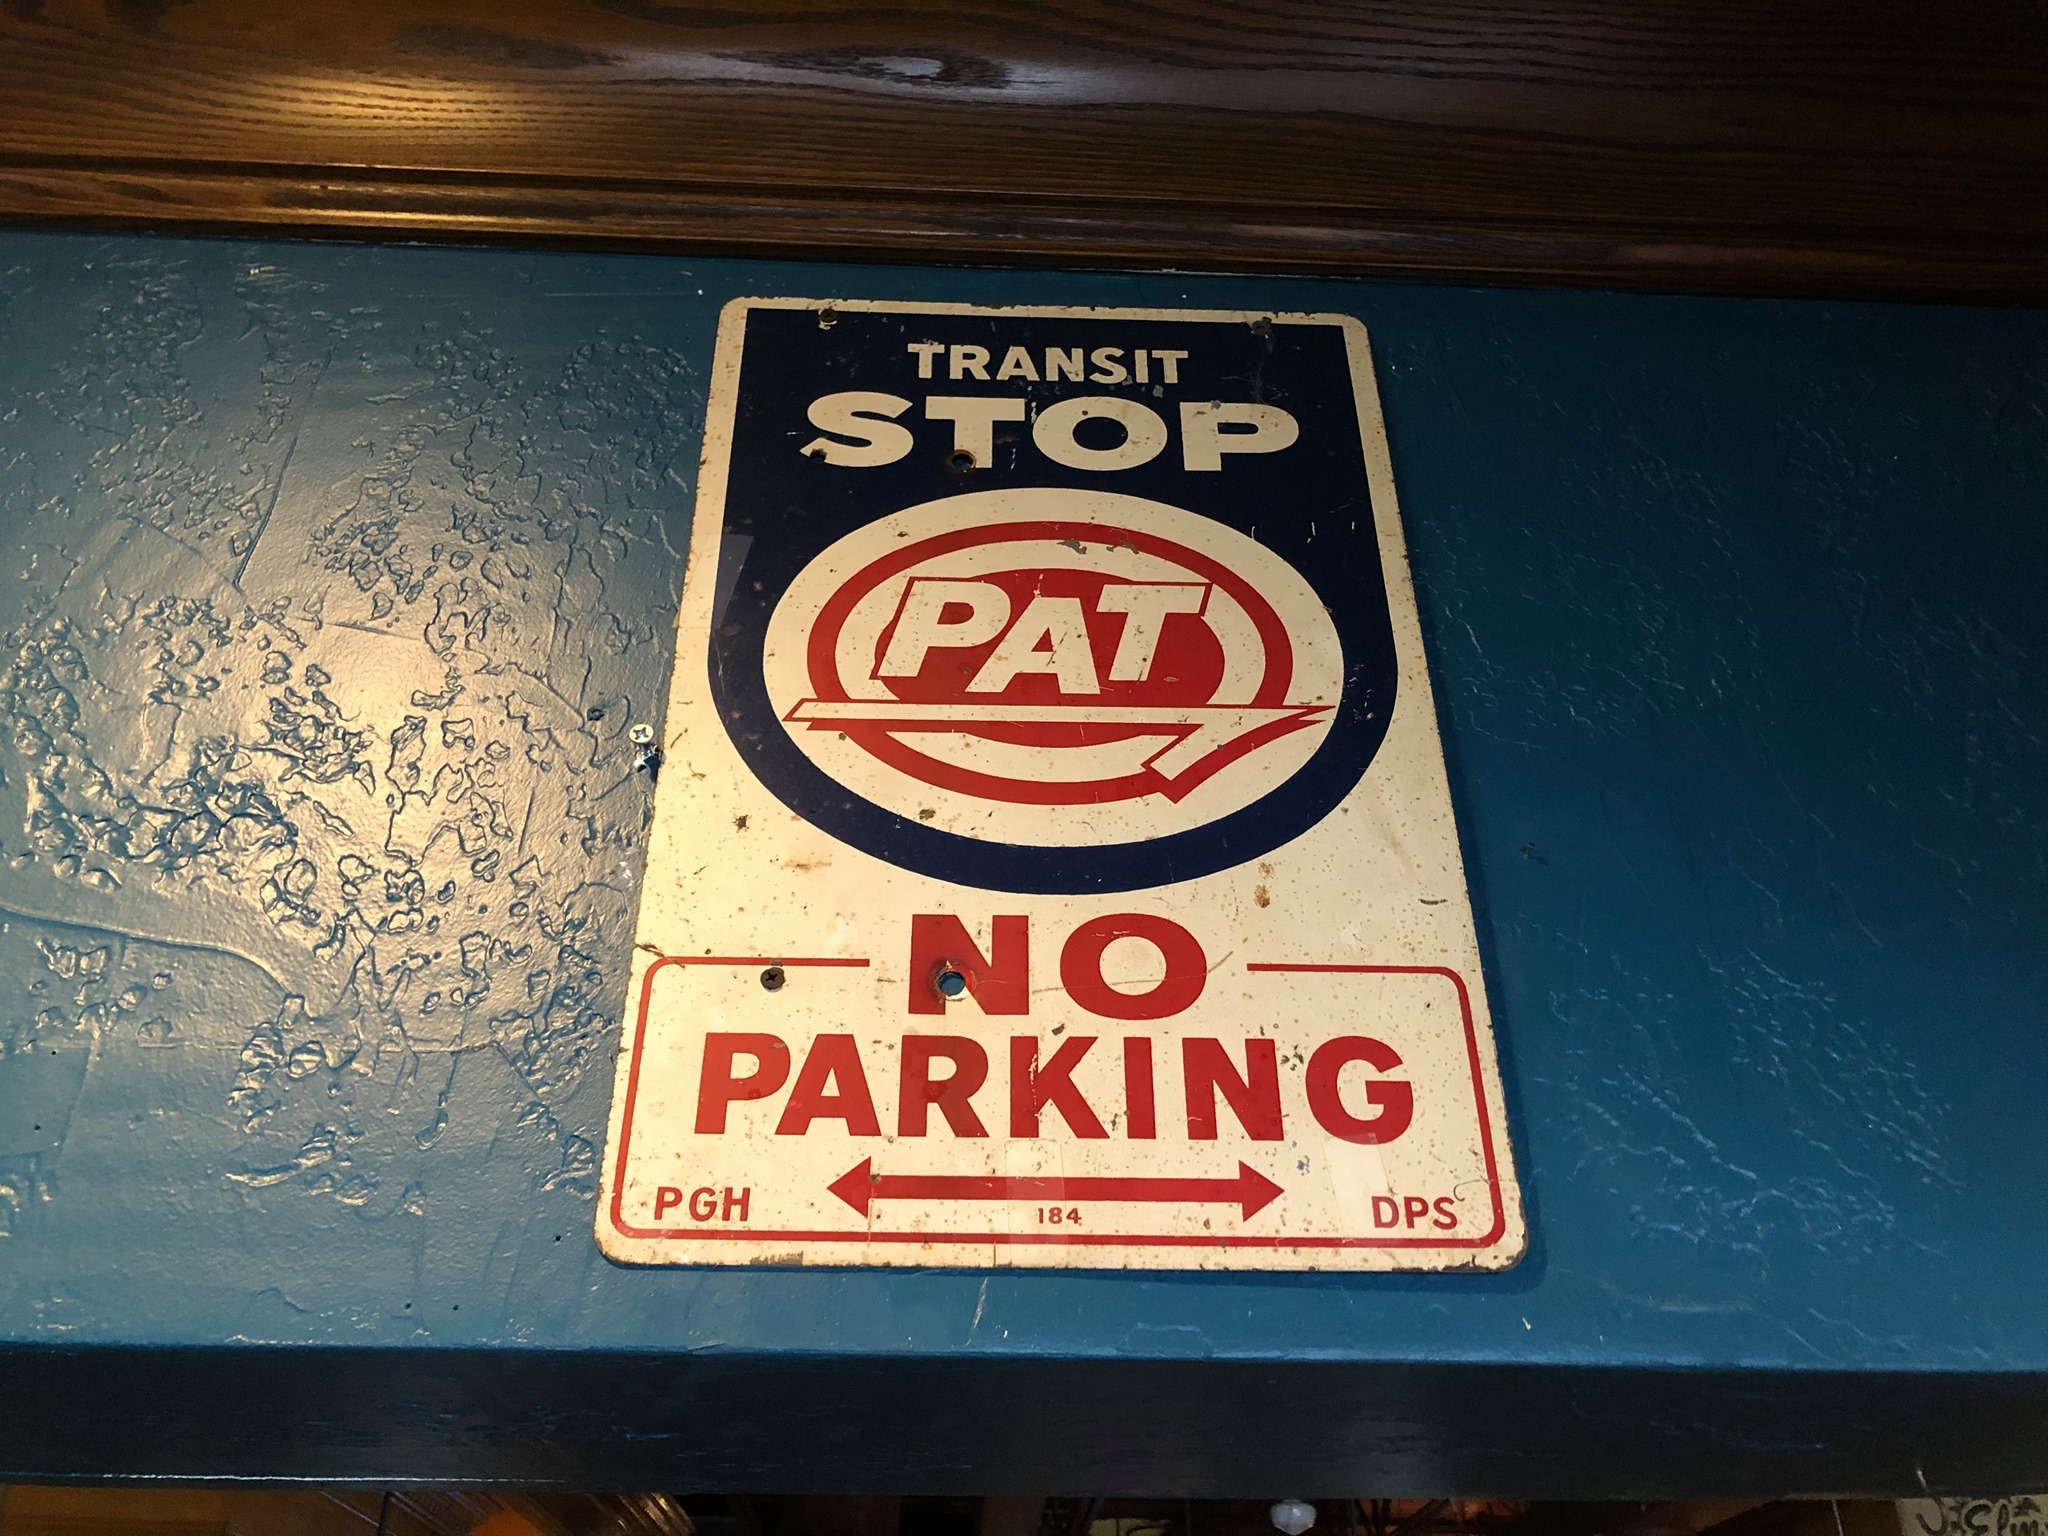 TRANSIT
STOP
PAT
NO
PARKING
PGH 184 DPS